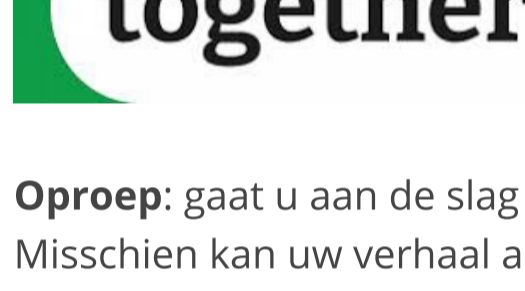 together
Oproep: gaat u aan de slag
Misschien kan uw verhaal a